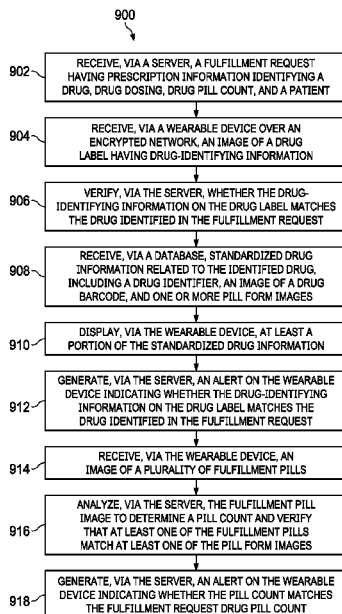 900
902
RECEIVE, VIA A SERVER, A FULFILLMENT REQUEST
HAVING PRESCRIPTION INFORMATION IDENTIFYING A
DRUG, DRUG DOSING, DRUG PILL COUNT, AND A PATIENT
904
RECEIVE, VIA A WEARABLE DEVICE OVER AN
ENCRYPTED NETWORK, AN IMAGE OF A DRUG
LABEL HAVING DRUG-IDENTIFYING INFORMATION
906
VERIFY, VIA THE SERVER, WHETHER THE DRUG-
IDENTIFYING INFORMATION ON THE DRUG LABEL MATCHES
THE DRUG IDENTIFIED IN THE FULFILLMENT REQUEST
908
RECEIVE, VIA A DATABASE, STANDARDIZED DRUG
INFORMATION RELATED TO THE IDENTIFIED DRUG,
INCLUDING A DRUG IDENTIFIER, AN IMAGE OF A DRUG
BARCODE, AND ONE OR MORE PILL FORM IMAGES
910
DISPLAY, VIA THE WEARABLE DEVICE, AT LEAST A
PORTION OF THE STANDARDIZED DRUG INFORMATION
912
GENERATE, VIA THE SERVER, AN ALERT ON THE WEARABLE
DEVICE INDICATING WHETHER THE DRUG-IDENTIFYING
INFORMATION ON THE DRUG LABEL MATCHES THE
DRUG IDENTIFIED IN THE FULFILLMENT REQUEST
914
RECEIVE, VIA THE WEARABLE DEVICE, AN
IMAGE OF A PLURALITY OF FULFILLMENT PILLS
916
ANALYZE, VIA THE SERVER, THE FULFILLMENT PILL
IMAGE TO DETERMINE A PILL COUNT AND VERIFY
THAT AT LEAST ONE OF THE FULFILLMENT PILLS
MATCH AT LEAST ONE OF THE PILL FORM IMAGES
918
GENERATE, VIA THE SERVER, AN ALERT ON THE WEARABLE
DEVICE INDICATING WHETHER THE PILL COUNT MATCHES
THE FULFILLMENT REQUEST DRUG PILL COUNT